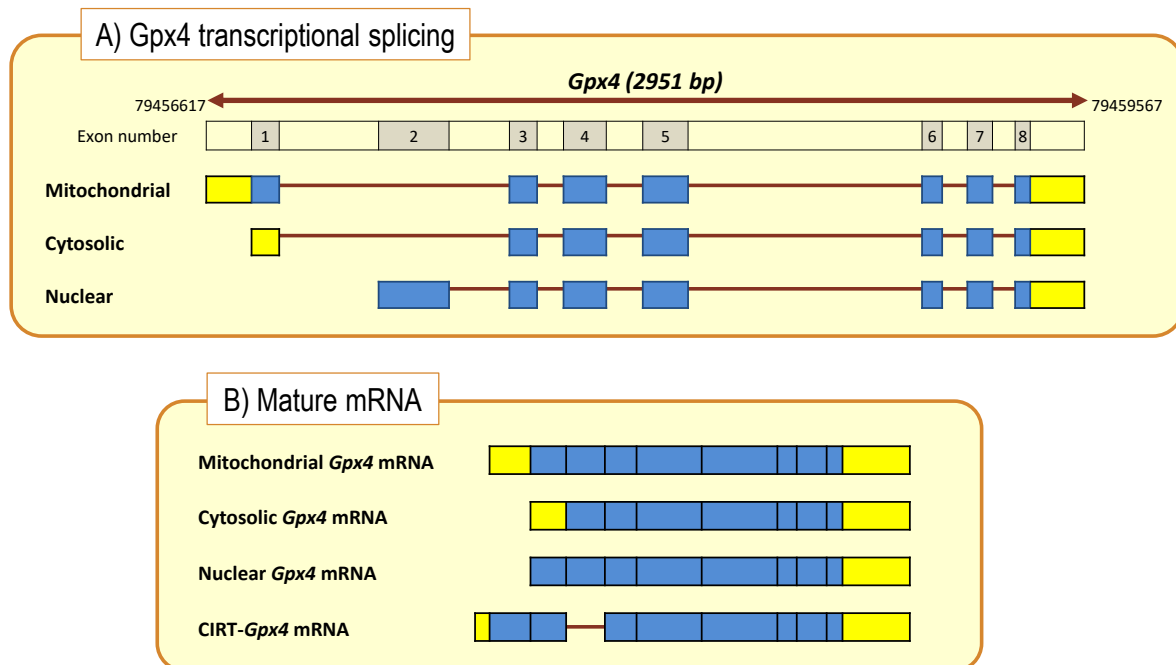 A) Gpx4 transcriptional splicing
Gpx4 (2951 bp)
79456617
79459567
Exon number 1 2 3 4 5 6 7 8
Mitochondrial
Cytosolic
Nuclear
B) Mature mRNA
Mitochondrial Gpx4 mRNA
Cytosolic Gpx4 mRNA
Nuclear Gpx4 mRNA
CIRT-Gpx4 mRNA